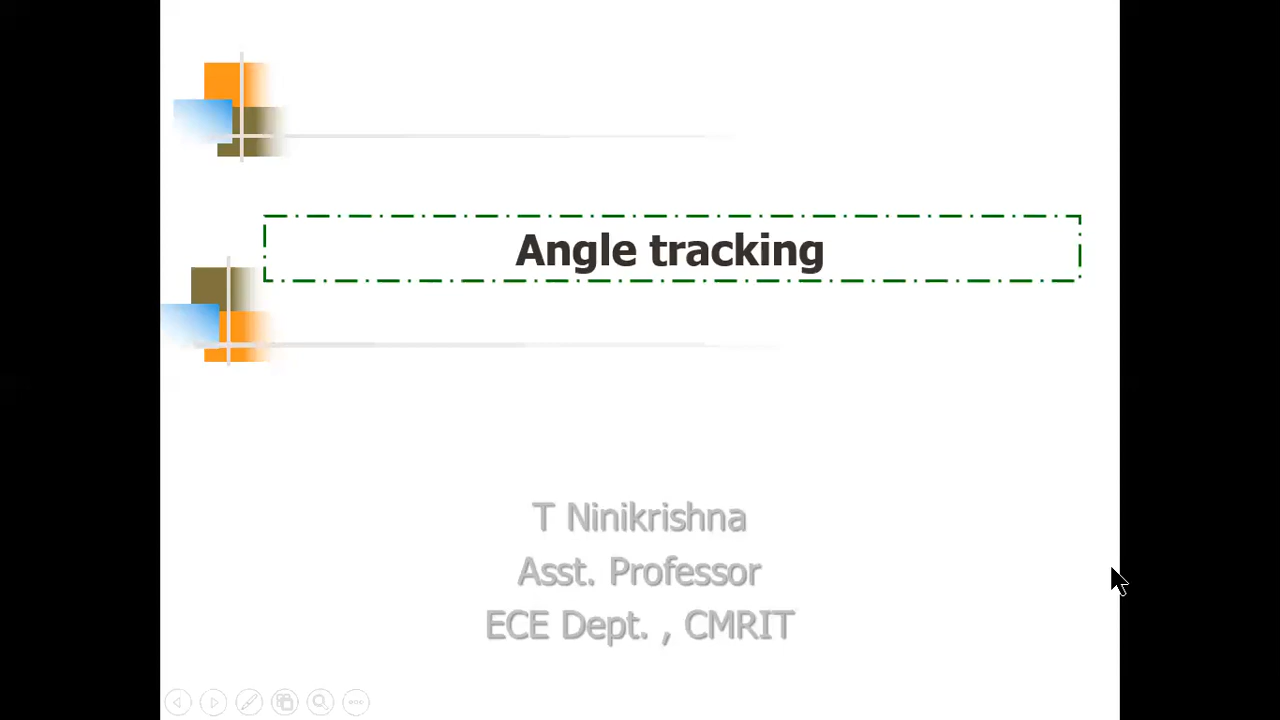 Angle tracking
T Ninikrishna
Asst. Professor
ECE Dept. , CMRIT